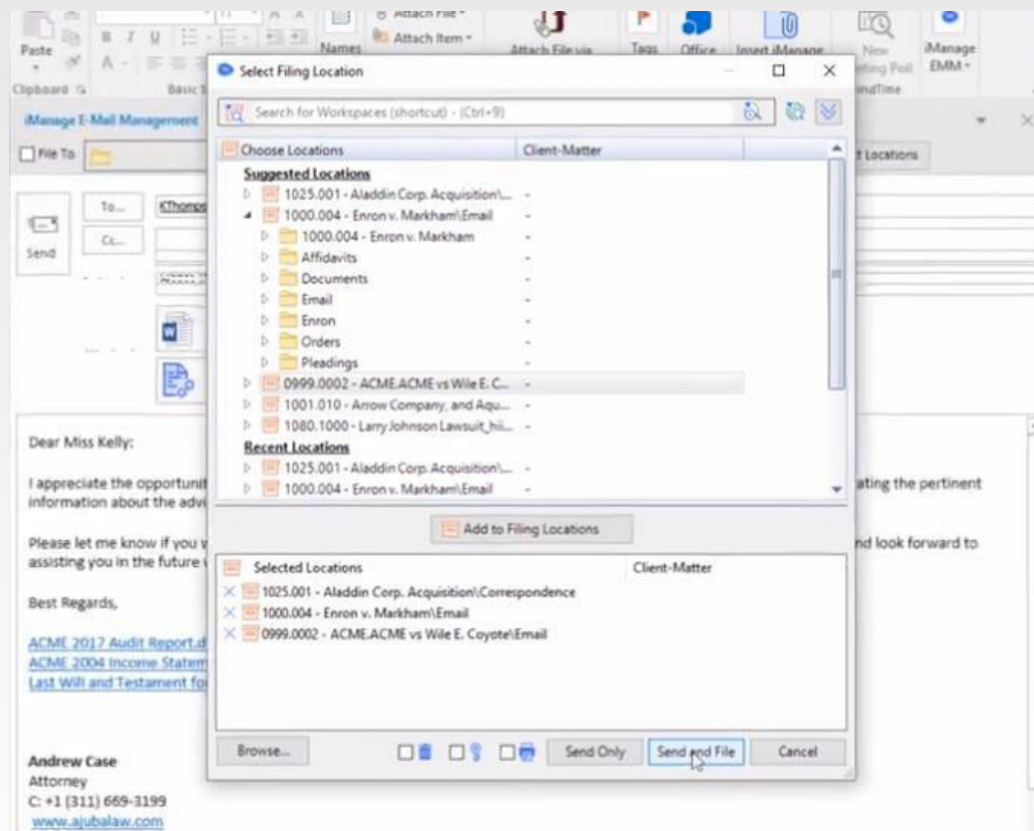 Attach File
Paste
B I U
Attach Item
Names
Attach File via
Tags
Office
Insert iManage
New
iManage
EMM
Clipboard
Basic
Select Filing Location
iManage E-Mail Management
Search for Workspaces (shortcut) - (Ctrl+9)
File To
Choose Locations Client-Matter
Locations
Suggested Locations
1025.001 - Aladdin Corp. Acquisition\... -
To...
1000.004 - Enron v. Markham\Email -
1000.004 - Enron v. Markham -
Cc...
Send
Affidavits -
Documents -
Email -
Enron -
Orders -
Pleadings -
0999.0002 - ACME.ACME vs Wile E. C... -
1001.010 - Arrow Company, and Aqu... -
1080.1000 - Larry Johnson Lawsuit_hii... -
Recent Locations
1025.001 - Aladdin Corp. Acquisition\... -
1000.004 - Enron v. Markham\Email -
Add to Filing Locations
Selected Locations Client-Matter
1025.001 - Aladdin Corp. Acquisition\Correspondence
1000.004 - Enron v. Markham\Email
0999.0002 - ACME.ACME vs Wile E. Coyote\Email
Browse... Send Only Send and File Cancel
Dear Miss Kelly:
I appreciate the opportunit ating the pertinent
information about the advi
Please let me know if you nd look forward to
assisting you in the future
Best Regards,
ACME 2017 Audit Report.d
ACME 2004 Income Statem
Last Will and Testament fo
Andrew Case
Attorney
C: +1 (311) 669-3199
www.ajubalaw.com